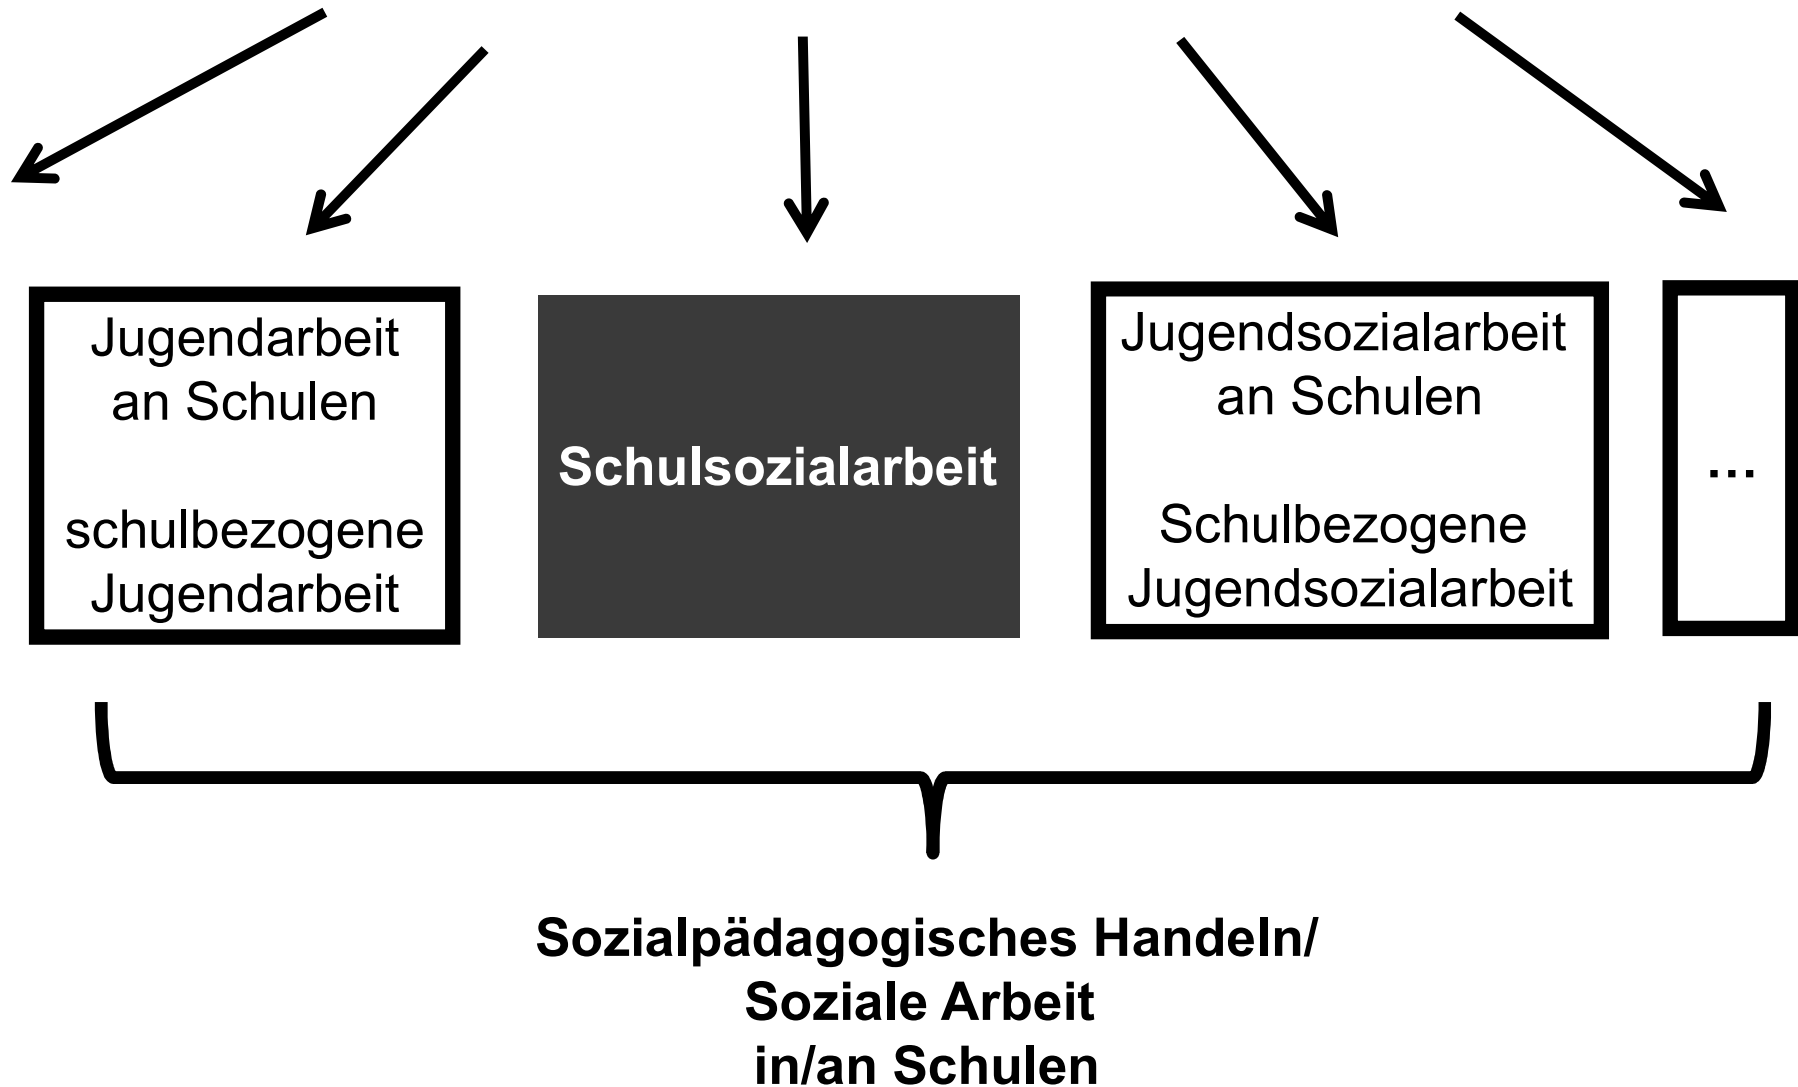 Jugendarbeit
an Schulen
schulbezogene
Jugendarbeit
Schulsozialarbeit
Jugendsozialarbeit
an Schulen
Schulbezogene
Jugendsozialarbeit
...
Sozialpädagogisches Handeln/
Soziale Arbeit
in/an Schulen